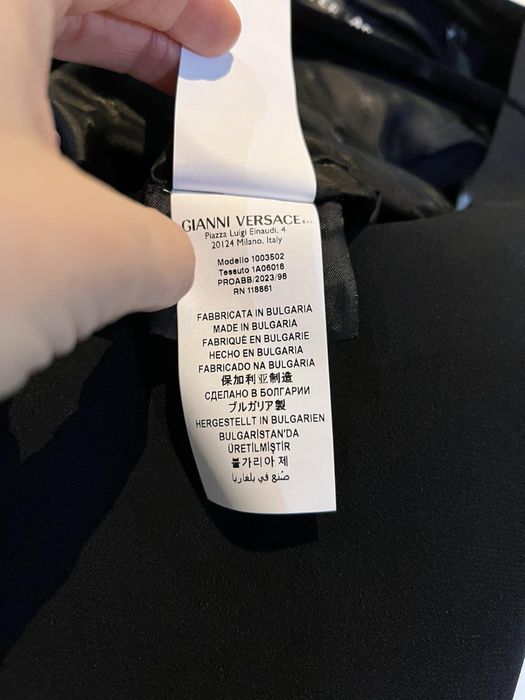 GIANNI VERSACE S.r.l.
Piazza Luigi Einaudi, 4
20124 Milano, Italy
Modello 1003502
Tessuto 1A06016
PROABB/2023/98
RN 118861
FABBRICATA IN BULGARIA
MADE IN BULGARIA
FABRIQUÉ EN BULGARIE
HECHO EN BULGARIA
FABRICADO NA BULGÁRIA
保加利亚制造
СДЕЛАНО В БОЛГАРИИ
ブルガリア製
HERGESTELLT IN BULGARIEN
BULGARİSTAN'DA
ÜRETİLMİŞTİR
불가리아 제
صُنع في بلغاريا